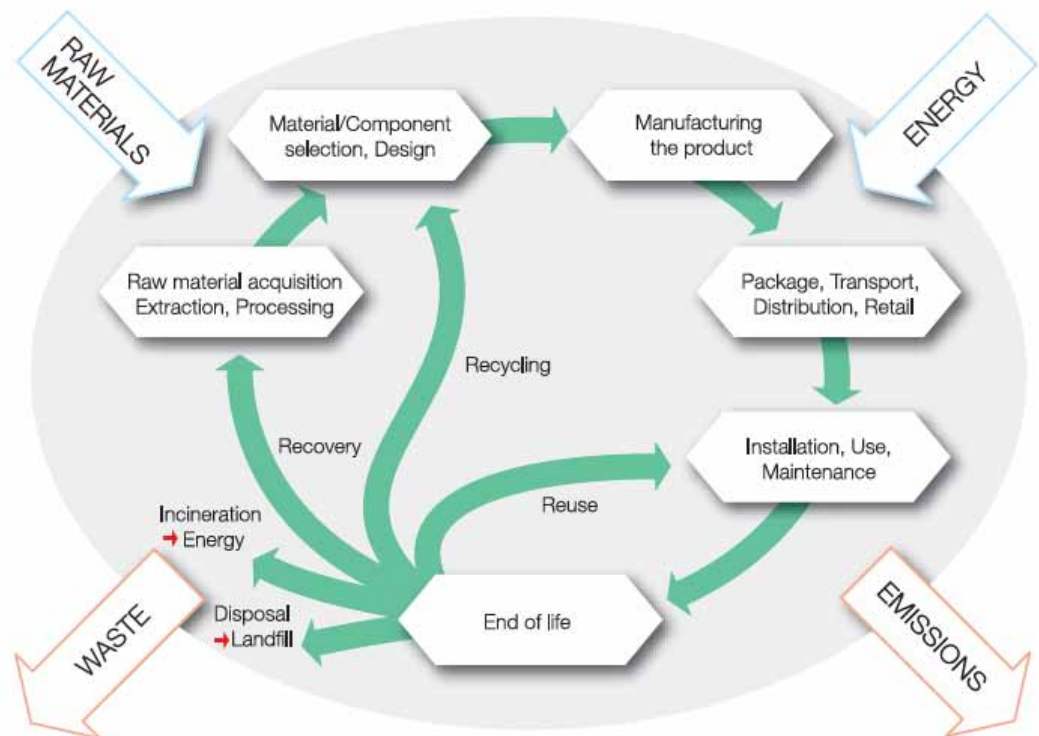 RAW
MATERIALS
ENERGY
Material/Component
selection, Design
Manufacturing
the product
Raw material acquisition
Extraction, Processing
Package, Transport,
Distribution, Retail
Recycling
Recovery
Installation, Use,
Maintenance
Reuse
Incineration
→ Energy
Disposal
→ Landfill
End of life
WASTE
EMISSIONS